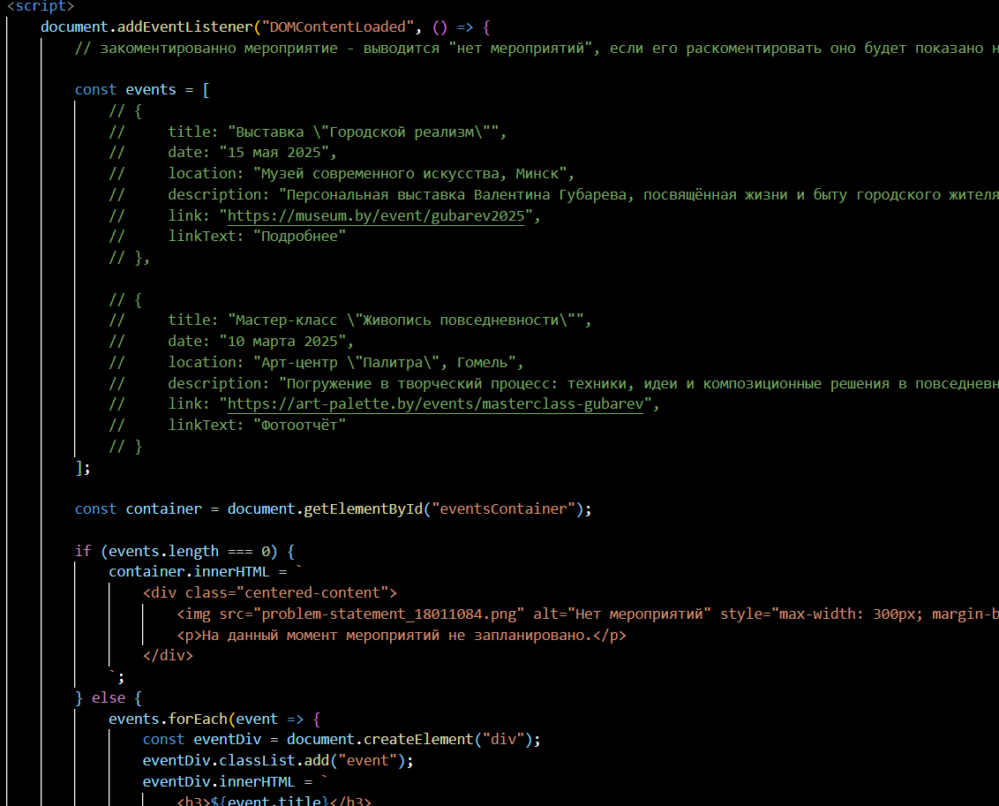 <script>
document.addEventListener("DOMContentLoaded", () => {
// закоментированно мероприятие - выводится "нет мероприятий", если его раскоментировать оно будет показано
const events = [
// {
//     title: "Выставка \"Городской реализм\"",
//     date: "15 мая 2025",
//     location: "Музей современного искусства, Минск",
//     description: "Персональная выставка Валентина Губарева, посвящённая жизни и быту городского жителя
//     link: "https://museum.by/event/gubarev2025",
//     linkText: "Подробнее"
// },
// {
//     title: "Мастер-класс \"Живопись повседневности\"",
//     date: "10 марта 2025",
//     location: "Арт-центр \"Палитра\", Гомель",
//     description: "Погружение в творческий процесс: техники, идеи и композиционные решения в повседневн
//     link: "https://art-palette.by/events/masterclass-gubarev",
//     linkText: "Фотоотчёт"
// }
];
const container = document.getElementById("eventsContainer");
if (events.length === 0) {
container.innerHTML = `
<div class="centered-content">
<img src="problem-statement_18011084.png" alt="Нет мероприятий" style="max-width: 300px; margin-b
<p>На данный момент мероприятий не запланировано.</p>
</div>
`;
} else {
events.forEach(event => {
const eventDiv = document.createElement("div");
eventDiv.classList.add("event");
eventDiv.innerHTML = `
<h3>${event.title}</h3>